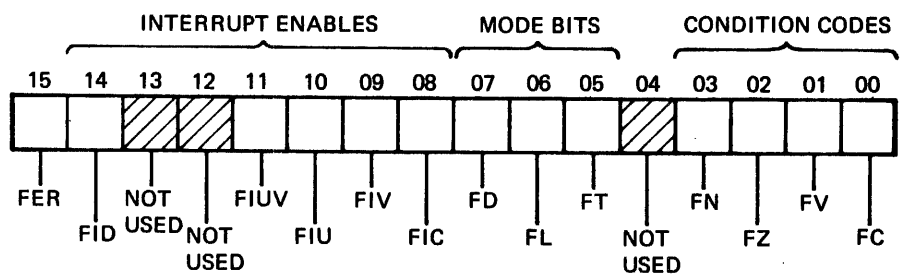 INTERRUPT ENABLES MODE BITS CONDITION CODES
15 14 13 12 11 10 09 08 07 06 05 04 03 02 01 00
FER NOT USED FIUV FIV FD FT FN FV
FID NOT USED FIU FIC FL NOT USED FZ FC